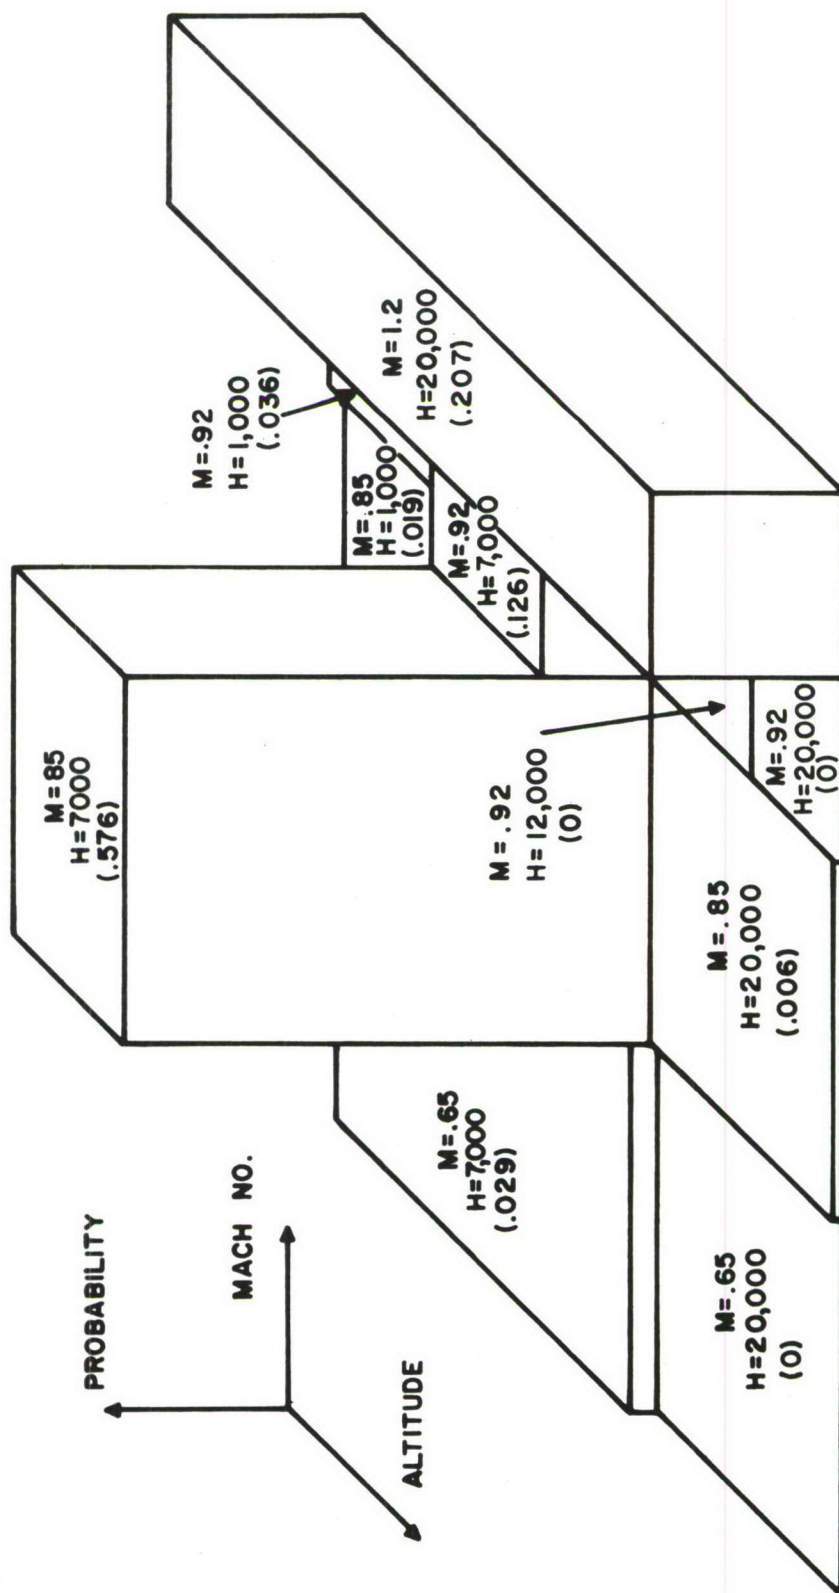 PROBABILITY
MACH NO.
ALTITUDE
M=85
H=7000
(.576)
M=.92
H=1,000
(.036)
M=.85
H=1,000
(.019)
M=.92
H=7,000
(.126)
M=1.2
H=20,000
(.207)
M=.92
H=12,000
(0)
M=.92
H=20,000
(0)
M=.65
H=7,000
(.029)
M=.85
H=20,000
(.006)
M=.65
H=20,000
(0)